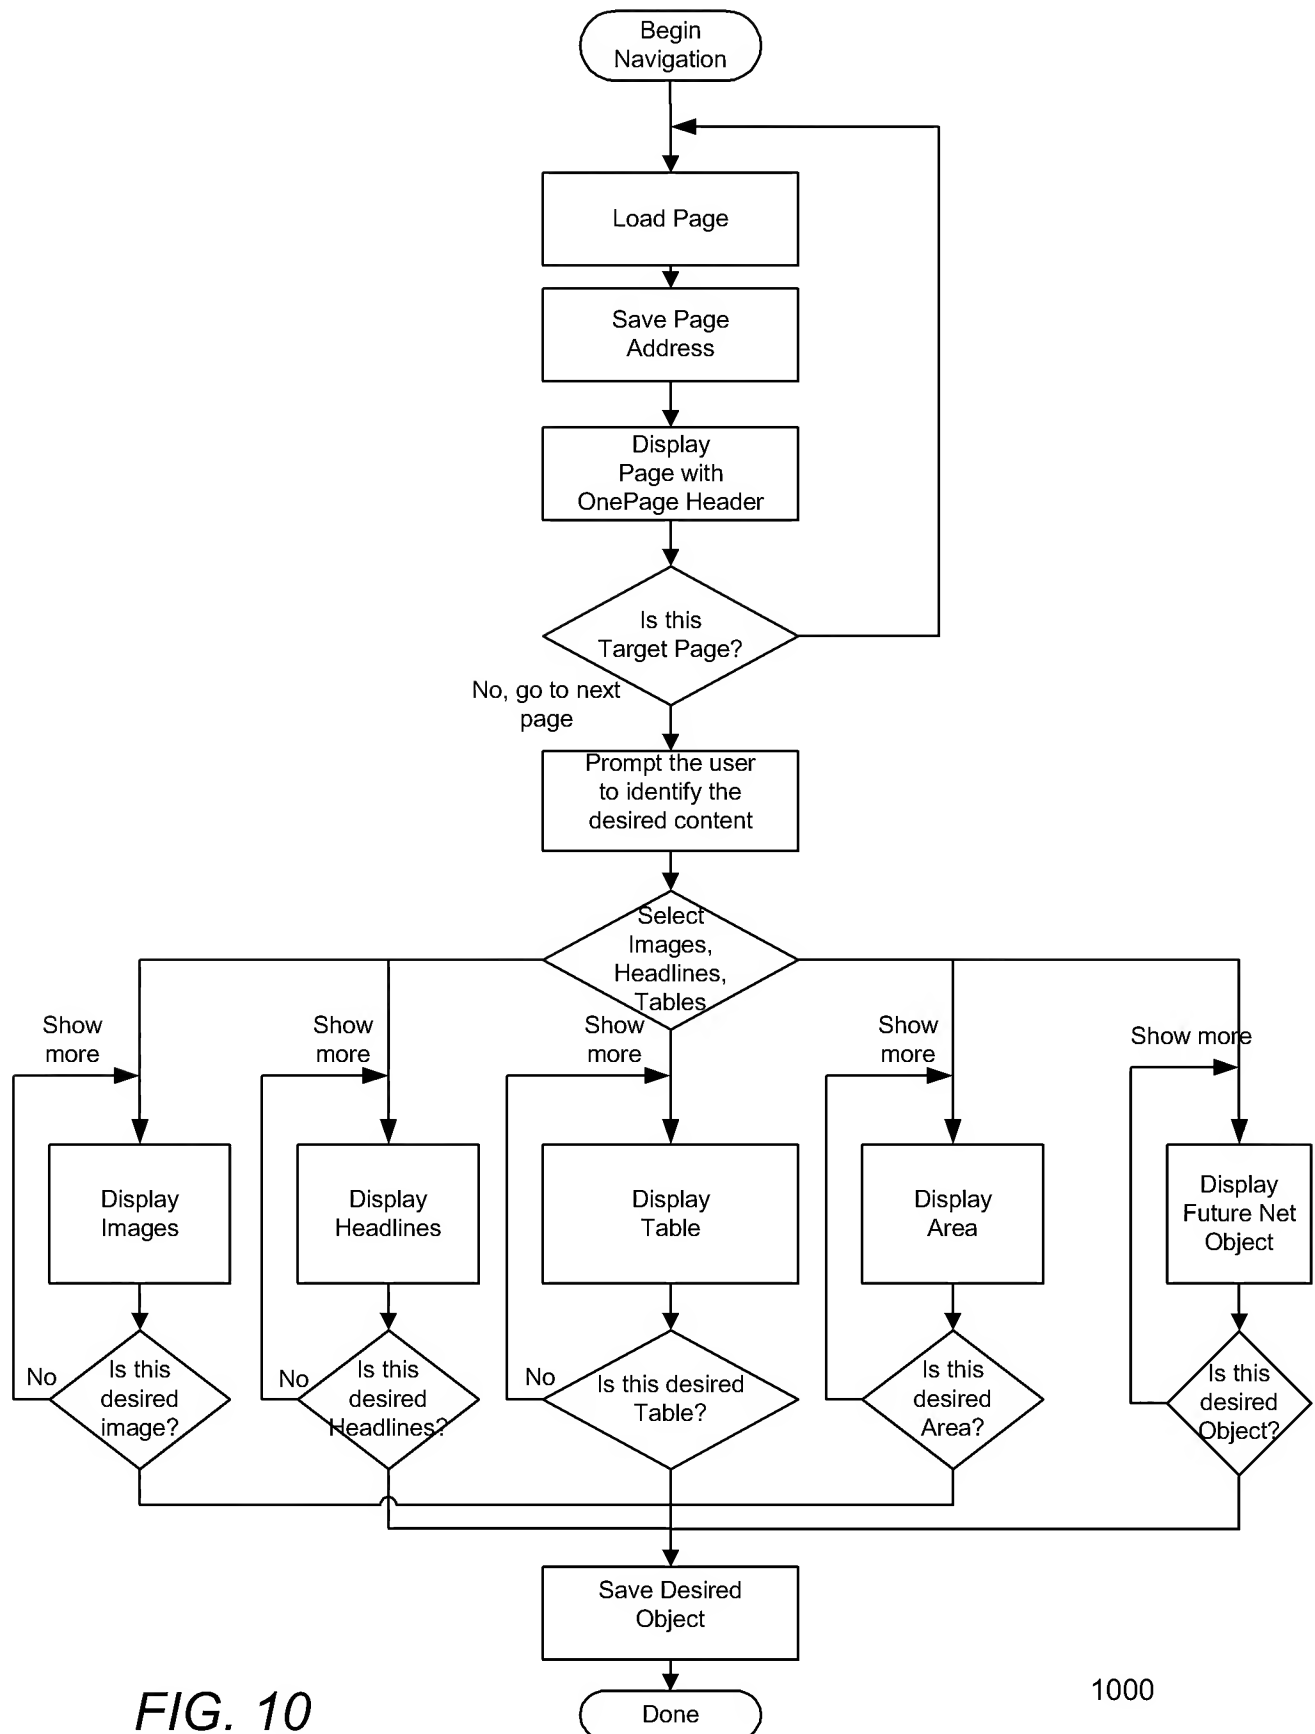 Begin
Navigation
Load Page
Save Page
Address
Display
Page with
OnePage Header
Is this
Target Page?
No, go to next
page
Prompt the user
to identify the
desired content
Select
Images,
Headlines,
Tables
Show
more
Show
more
Show
more
Show
more
Show more
Display
Images
Display
Headlines
Display
Table
Display
Area
Display
Future Net
Object
No
Is this
desired
image?
No
Is this
desired
Headlines?
No
Is this desired
Table?
Is this
desired
Area?
Is this
desired
Object?
Save Desired
Object
Done
FIG. 10
1000